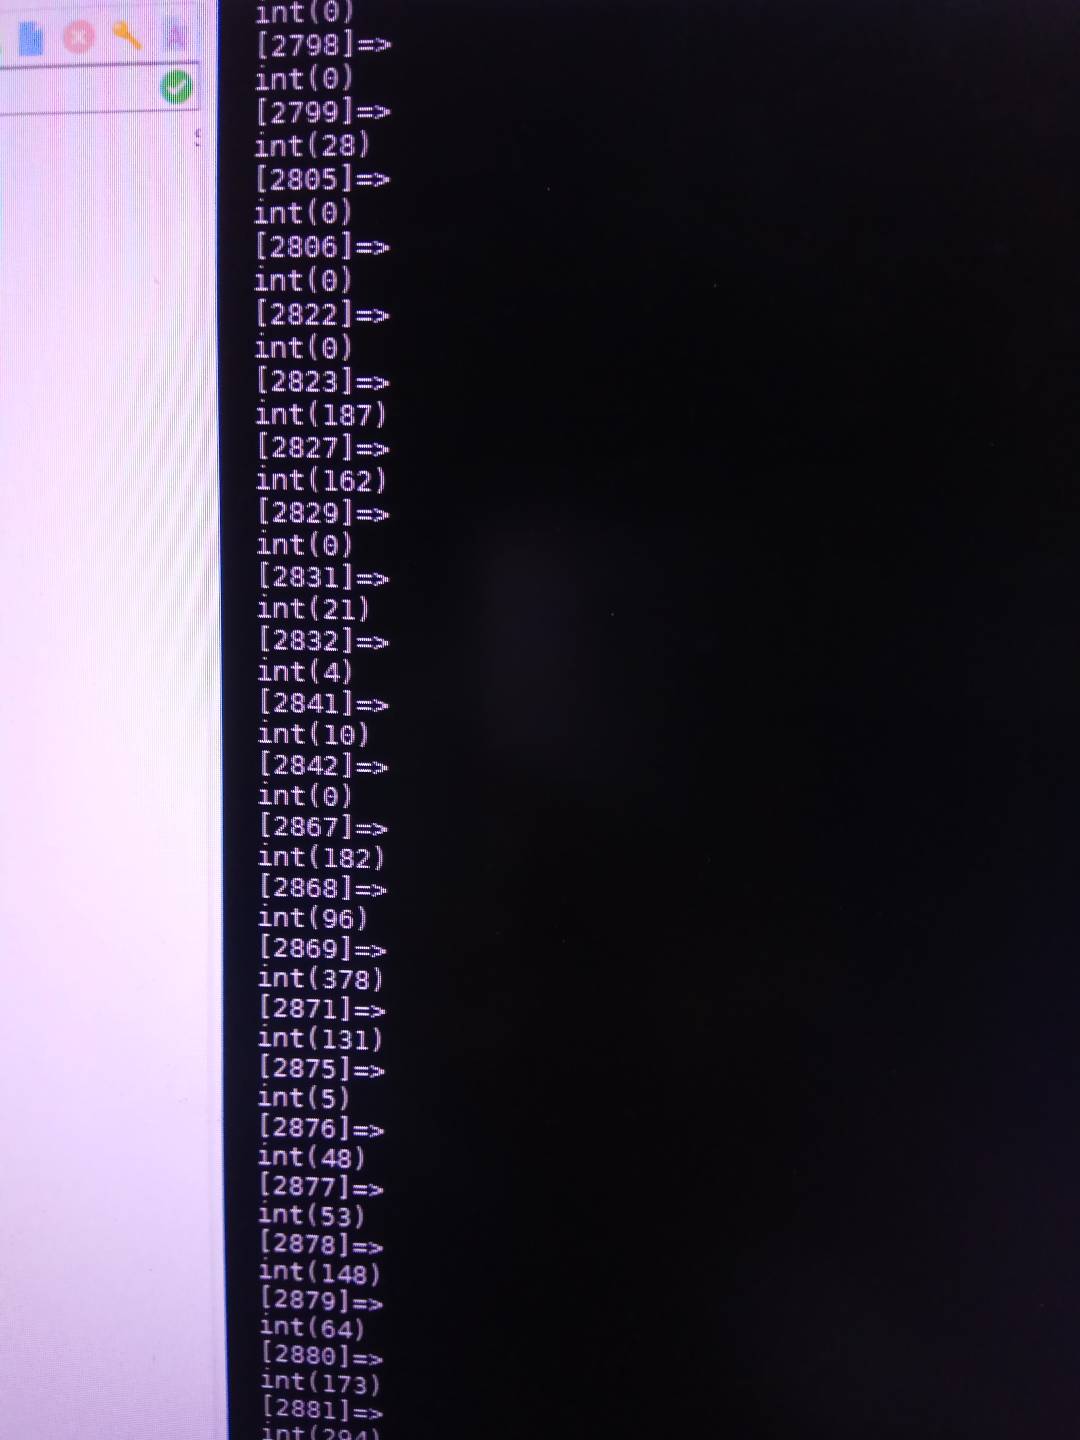 int(0)
[2798]=>
int(0)
[2799]=>
int(28)
[2805]=>
int(0)
[2806]=>
int(0)
[2822]=>
int(0)
[2823]=>
int(187)
[2827]=>
int(162)
[2829]=>
int(0)
[2831]=>
int(21)
[2832]=>
int(4)
[2841]=>
int(10)
[2842]=>
int(0)
[2867]=>
int(182)
[2868]=>
int(96)
[2869]=>
int(378)
[2871]=>
int(131)
[2875]=>
int(5)
[2876]=>
int(48)
[2877]=>
int(53)
[2878]=>
int(148)
[2879]=>
int(64)
[2880]=>
int(173)
[2881]=>
int(294)